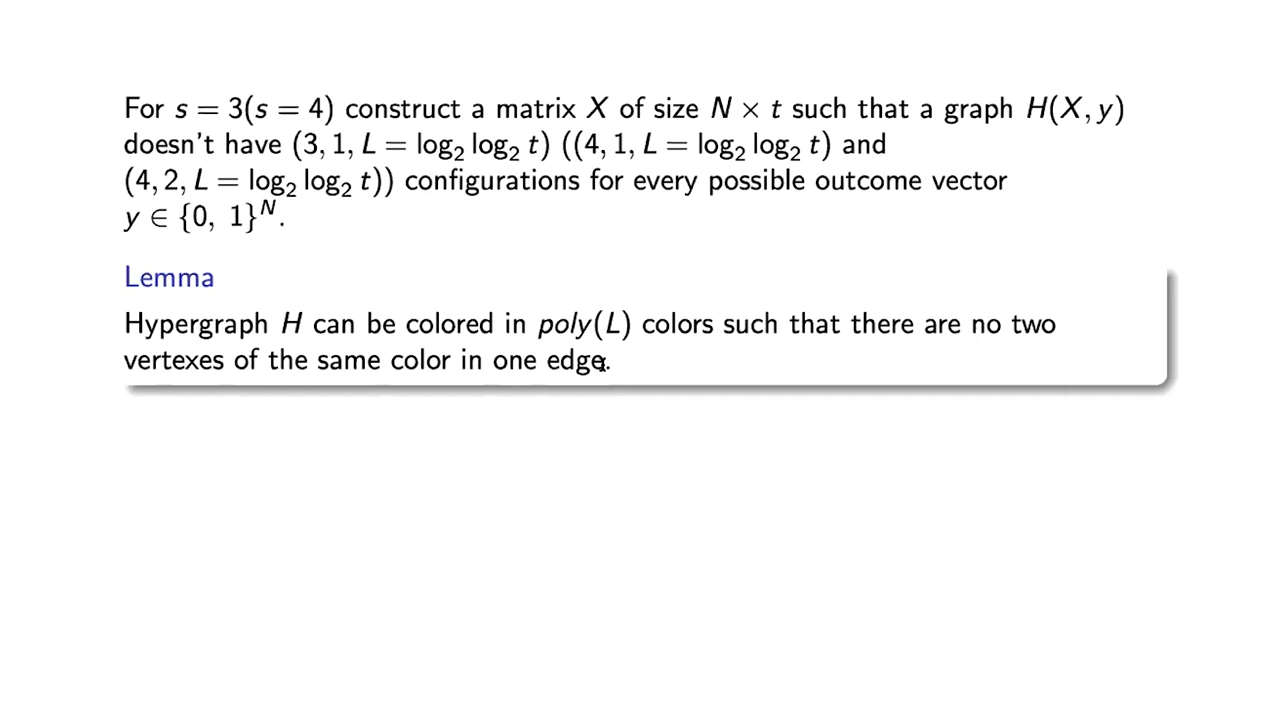 For s = 3(s = 4) construct a matrix X of size N × t such that a graph H(X, y)
doesn't have (3, 1, L = log₂ log₂ t) ((4, 1, L = log₂ log₂ t) and
(4, 2, L = log₂ log₂ t)) configurations for every possible outcome vector
y ∈ {0, 1}ᴺ.
Lemma
Hypergraph H can be colored in poly(L) colors such that there are no two
vertexes of the same color in one edge.